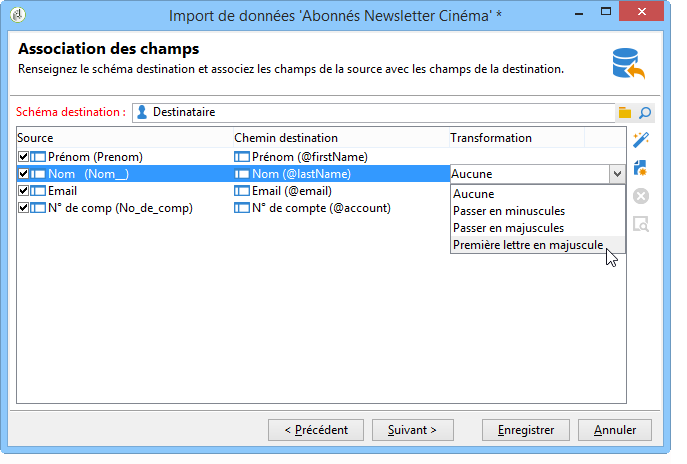 Import de données 'Abonnés Newsletter Cinéma' *
Association des champs
Renseignez le schéma destination et associez les champs de la source avec les champs de la destination.
Schéma destination : Destinataire
Source Chemin destination Transformation
Prénom (Prenom) Prénom (@firstName)
Nom (Nom__) Nom (@lastName) Aucune
Email Email (@email) Aucune
N° de comp (No_de_comp) N° de compte (@account) Passer en minuscules
Passer en majuscules
Première lettre en majuscule
< Précédent Suivant > Enregistrer Annuler